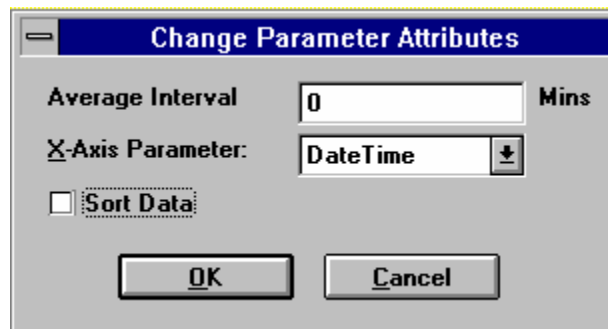 Change Parameter Attributes
Average Interval 0 Mins
X-Axis Parameter: DateTime
Sort Data
OK Cancel